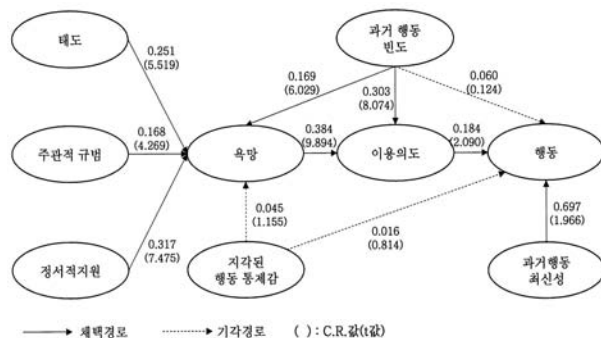 태도
과거 행동
빈도
0.251
(5.519)
0.169
(6.029)
0.303
(8.074)
0.060
(0.124)
주관적 규범
0.168
(4.269)
욕망
0.384
(9.894)
이용의도
0.184
(2.090)
행동
0.317
(7.475)
0.045
(1.155)
0.016
(0.814)
0.697
(1.966)
정서적지원
지각된
행동 통제감
과거행동
최신성
채택경로
기각경로
( ) : C.R.값(t값)